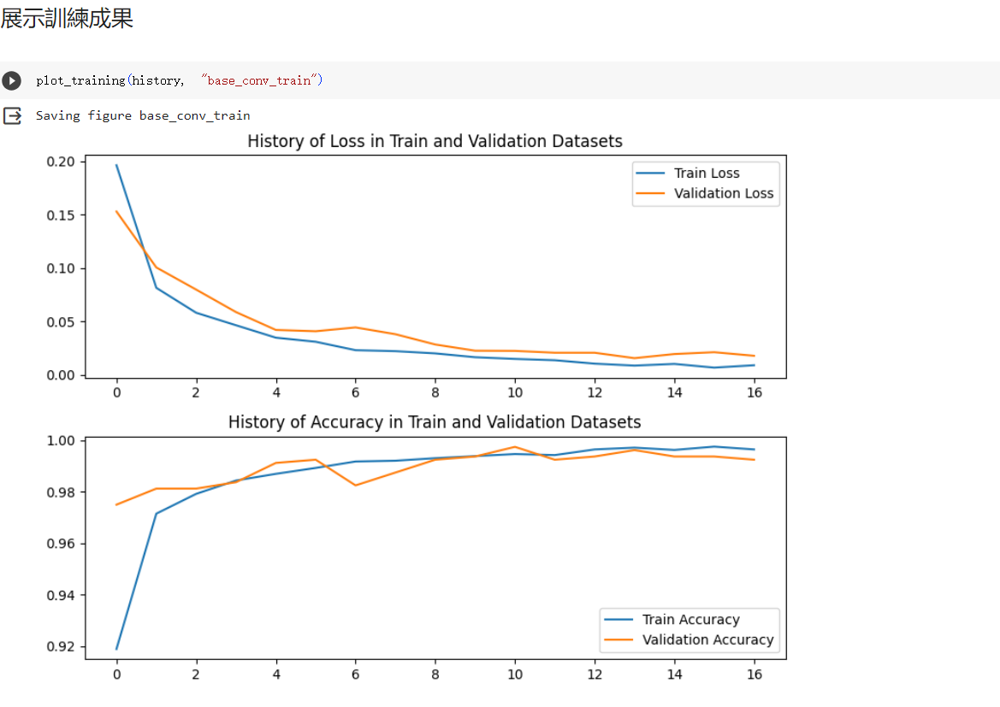 展示訓練成果
plot_training(history, "base_conv_train")
Saving figure base_conv_train
History of Loss in Train and Validation Datasets
0.20
0.15
0.10
0.05
0.00
Train Loss
Validation Loss
0 2 4 6 8 10 12 14 16
History of Accuracy in Train and Validation Datasets
1.00
0.98
0.96
0.94
0.92
Train Accuracy
Validation Accuracy
0 2 4 6 8 10 12 14 16